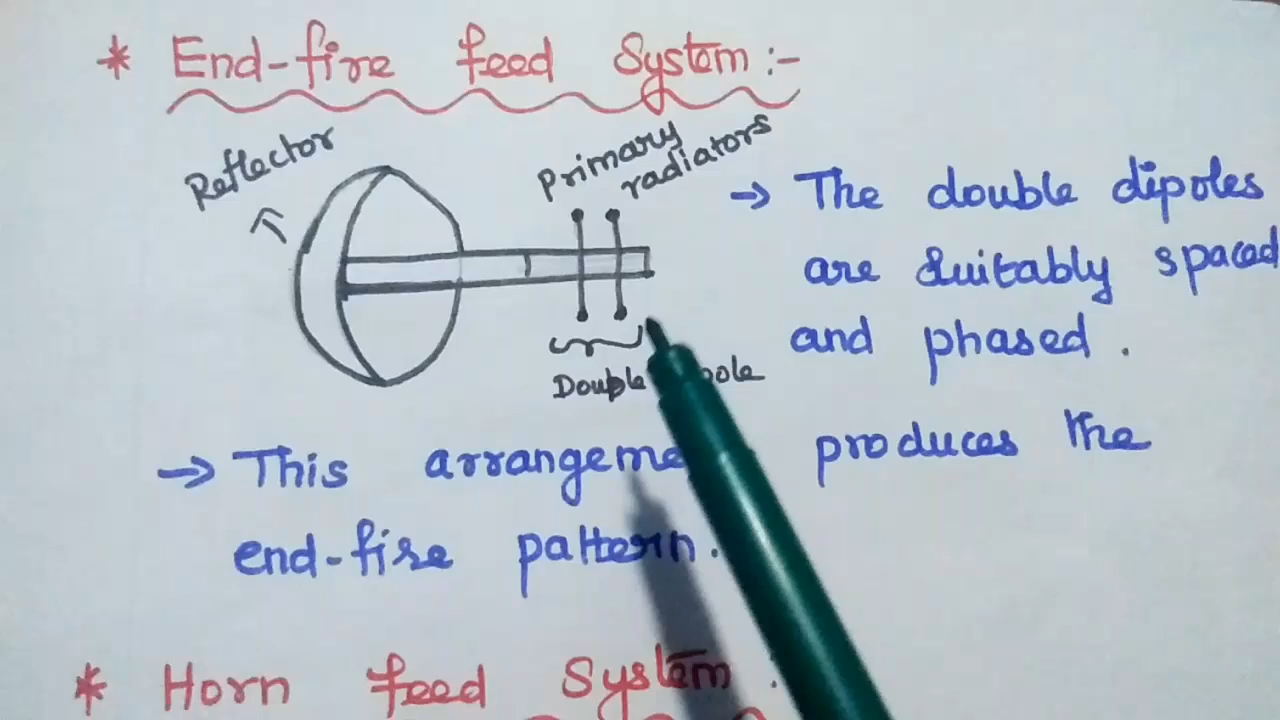 * End-fire feed System :-
Reflector
Primary
radiators
→ The double dipoles
are suitably spaced
and phased.
Double
→ This produces the
end-fire pattern.
* Horn feed System.